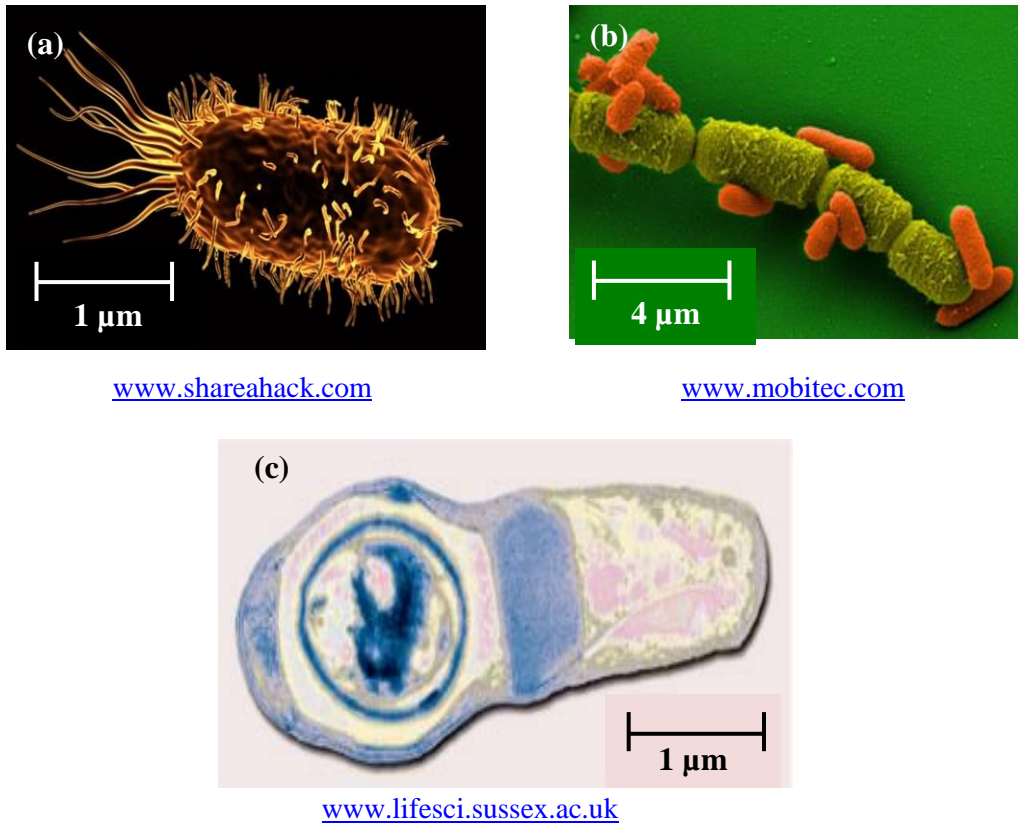 (a)
(b)
1 µm
4 µm
www.shareahack.com
www.mobitec.com
(c)
1 µm
www.lifesci.sussex.ac.uk